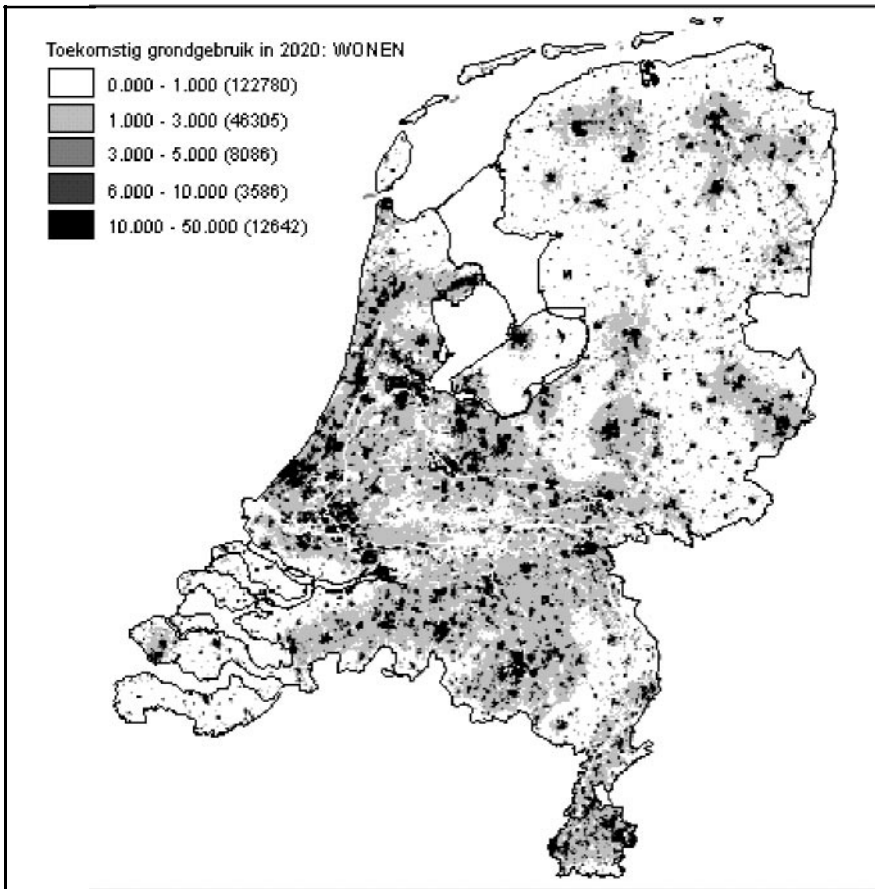 Toekomstig grondgebruik in 2020: WONEN
0.000 - 1.000 (122780)
1.000 - 3.000 (46305)
3.000 - 5.000 (8086)
6.000 - 10.000 (3586)
10.000 - 50.000 (12642)